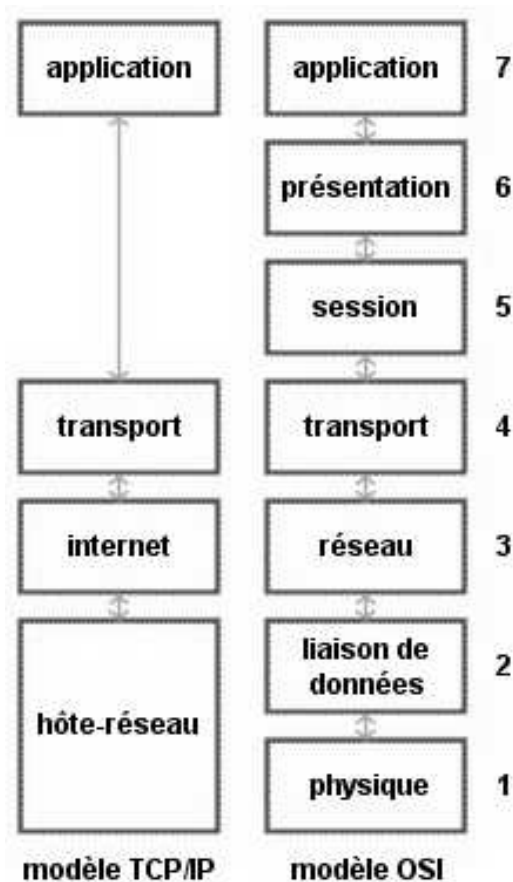 application
application 7
présentation 6
session 5
transport
transport 4
internet
réseau 3
liaison de
données 2
hôte-réseau
physique 1
modèle TCP/IP
modèle OSI